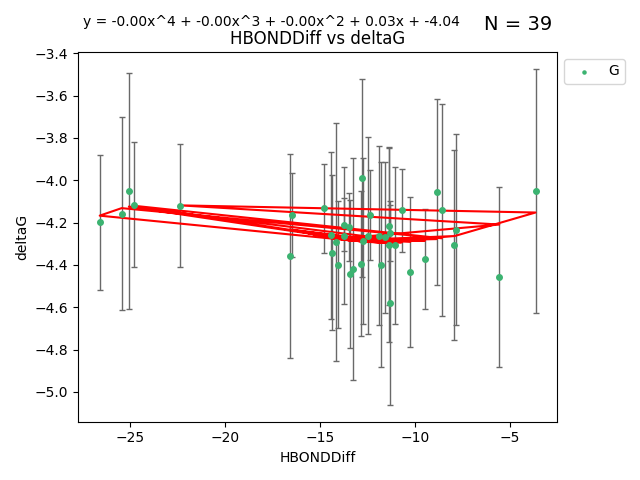 y = -0.00x^4 + -0.00x^3 + -0.00x^2 + 0.03x + -4.04
N = 39
HBONDDiff vs deltaG
G
deltaG
−3.4
−3.6
−3.8
−4.0
−4.2
−4.4
−4.6
−4.8
−5.0
−25
−20
−15
−10
−5
HBONDDiff